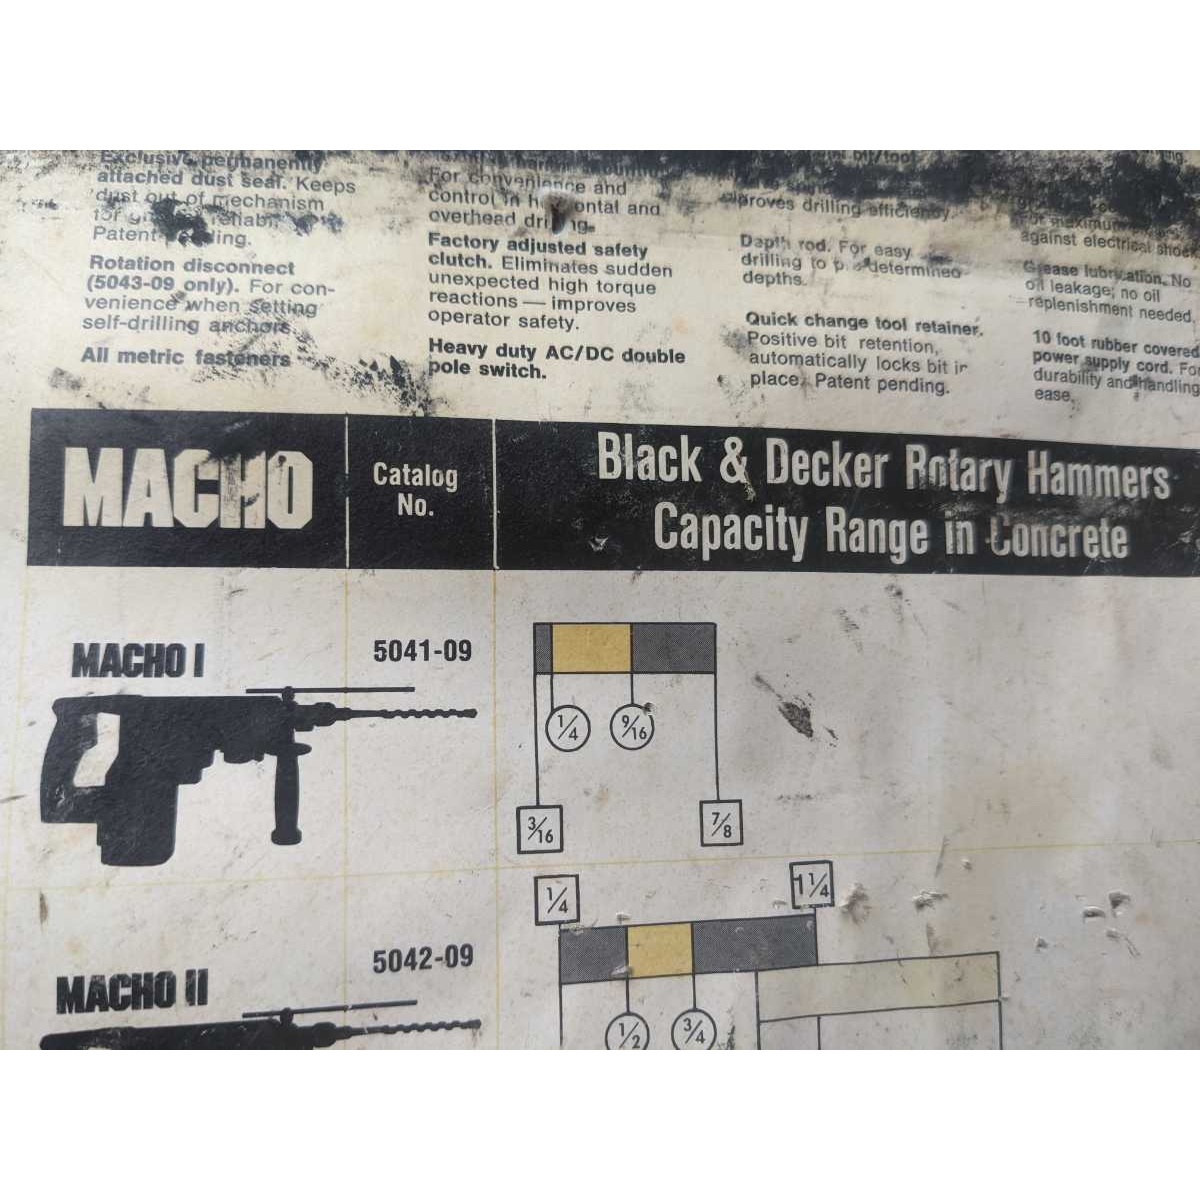 Exclusive permanently
attached dust seal. Keeps
dust out of mechanism
for
Patent pending.
Rotation disconnect
(5043-09 only). For con-
venience when setting
self-drilling anchors.
All metric fasteners
For convenience and
control in horizontal and
overhead drilling.
Factory adjusted safety
clutch. Eliminates sudden
unexpected high torque
reactions — improves
operator safety.
Heavy duty AC/DC double
pole switch.
bit/tool
improves drilling efficiency.
Depth rod. For easy
drilling to predetermined
depths.
Quick change tool retainer.
Positive bit retention,
automatically locks bit in
place. Patent pending.
For maximum
against electrical shock
Grease lubrication. No
oil leakage; no oil
replenishment needed.
10 foot rubber covered
power supply cord. For
durability and handling
ease.
MACHO
Catalog
No.
Black & Decker Rotary Hammers
Capacity Range in Concrete
MACHO I
5041-09
1/4
9/16
3/16
7/8
1/4
1 1/4
MACHO II
5042-09
1/2
3/4